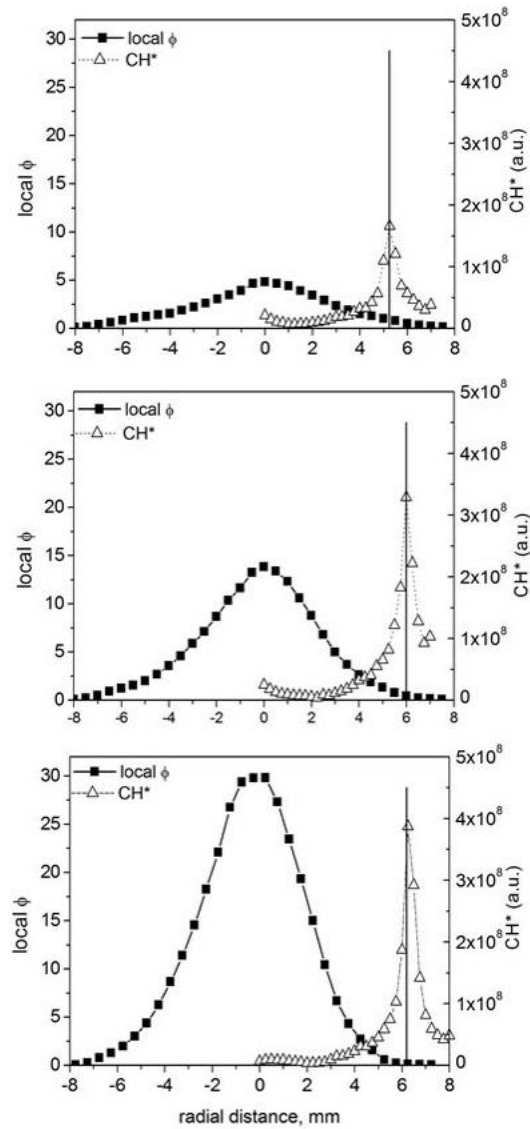 local ϕ
CH*
30
25
20
15
10
5
0
local ϕ
5x10⁸
4x10⁸
3x10⁸
2x10⁸
1x10⁸
0
CH* (a.u.)
-8 -6 -4 -2 0 2 4 6 8
local ϕ
CH*
30
25
20
15
10
5
0
local ϕ
5x10⁸
4x10⁸
3x10⁸
2x10⁸
1x10⁸
0
CH* (a.u.)
-8 -6 -4 -2 0 2 4 6 8
local ϕ
CH*
30
25
20
15
10
5
0
local ϕ
5x10⁸
4x10⁸
3x10⁸
2x10⁸
1x10⁸
0
CH* (a.u.)
-8 -6 -4 -2 0 2 4 6 8
radial distance, mm